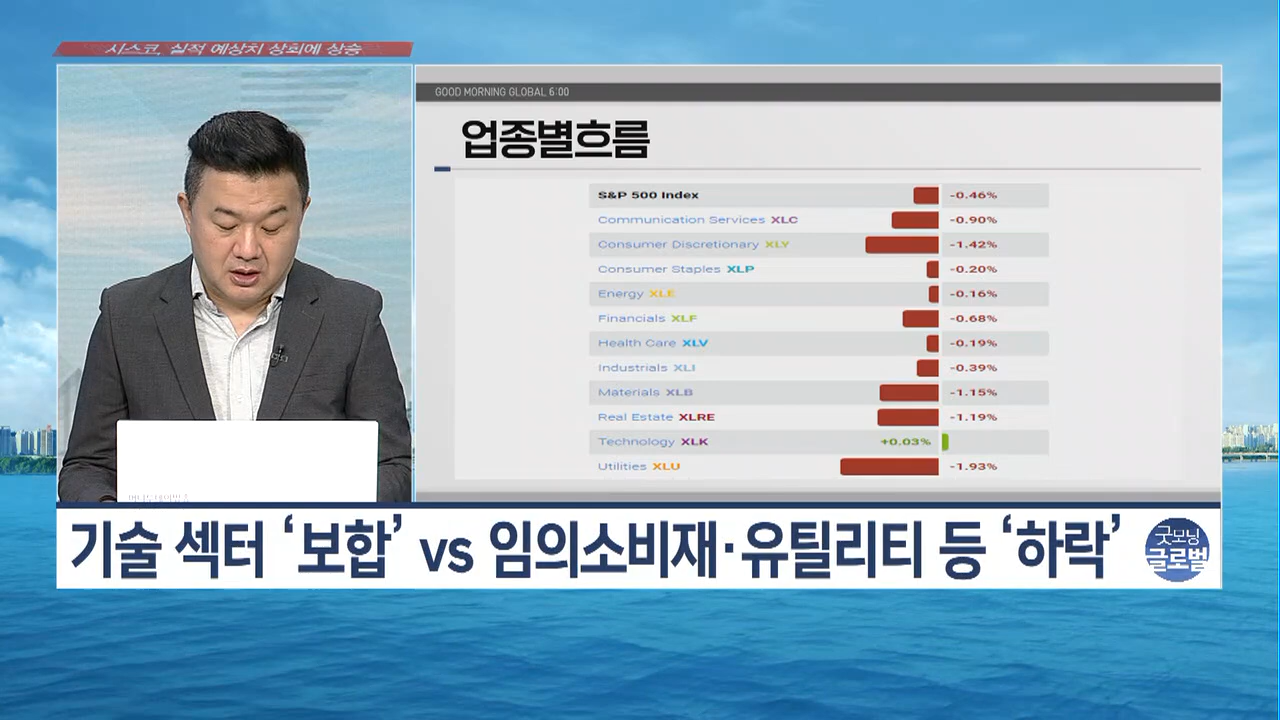 시스코, 실적 예상치 상회에 상승
GOOD MORNING GLOBAL 6:00
업종별흐름
S&P 500 Index -0.46%
Communication Services XLC -0.90%
Consumer Discretionary XLY -1.42%
Consumer Staples XLP -0.20%
Energy XLE -0.16%
Financials XLF -0.68%
Health Care XLV -0.19%
Industrials XLI -0.39%
Materials XLB -1.15%
Real Estate XLRE -1.19%
Technology XLK +0.03%
Utilities XLU -1.93%
기술 섹터 ‘보합’ vs 임의소비재·유틸리티 등 ‘하락’
굿모닝
글로벌